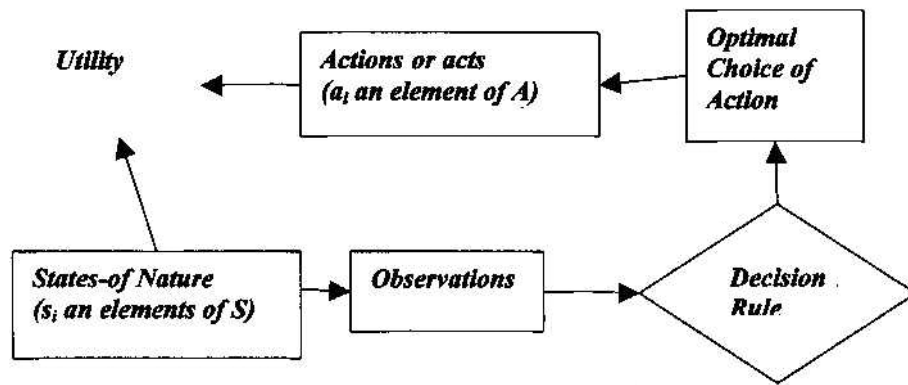 Utility
Actions or acts
(aᵢ an element of A)
Optimal
Choice of
Action
States-of Nature
(sᵢ an elements of S)
Observations
Decision
Rule